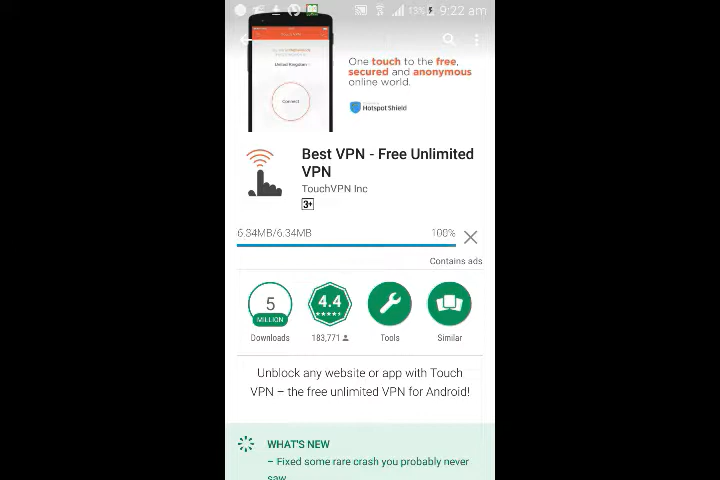 13% 9:22 am
United Kingdom
Connect
One touch to the free,
secured and anonymous
online world.
Hotspot Shield
Best VPN - Free Unlimited
VPN
TouchVPN Inc
3+
6.34MB/6.34MB 100%
Contains ads
5
MILLION
4.4
Downloads 183,771 Tools Similar
Unblock any website or app with Touch
VPN – the free unlimited VPN for Android!
WHAT'S NEW
– Fixed some rare crash you probably never
saw